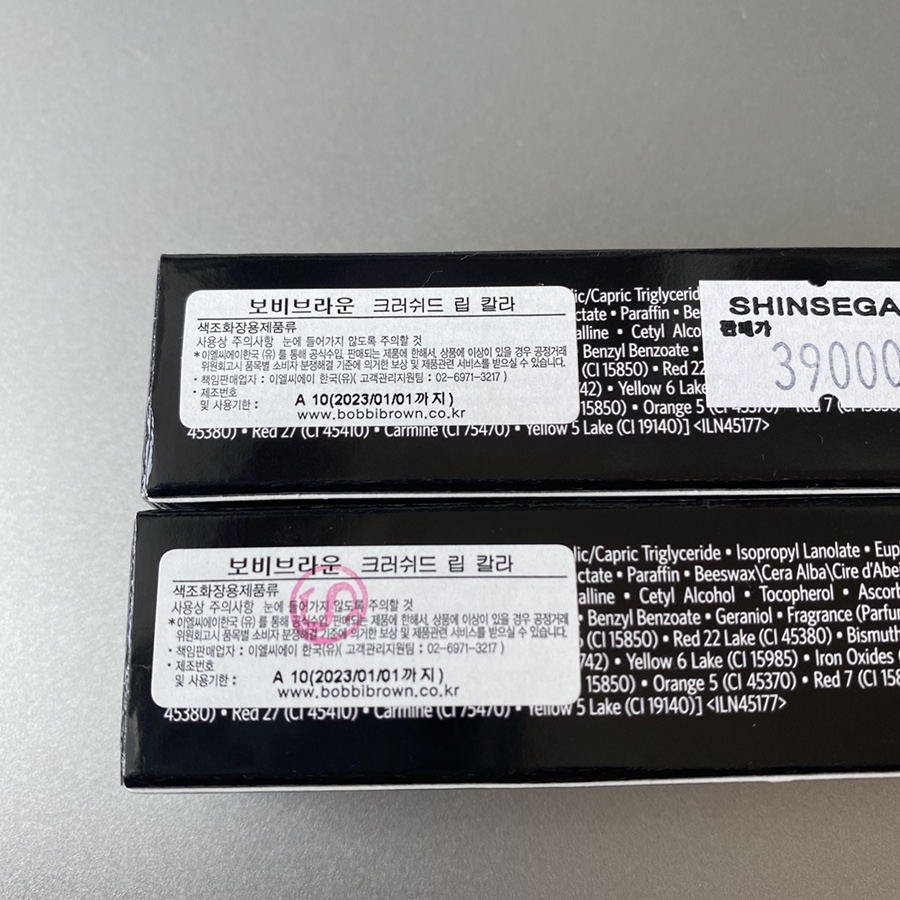 보비브라운 크러쉬드 립 칼라
색조화장용제품류
사용상 주의사항 눈에 들어가지 않도록 주의할 것
*이엘씨에이한국 (유)를 통해 공식수입, 판매되는 제품에 한해서, 상품에 이상이 있을 경우 공정거래
위원회고시 품목별 소비자 분쟁해결 기준에 의거한 보상 및 제품관련 서비스를 받으실 수 있습니다.
· 책임판매업자 : 이엘씨에이 한국(유)( 고객관리지원팀 : 02-6971-3217 )
· 제조번호
및 사용기한 : A 10(2023/01/01까지)
www.bobbibrown.co.kr
lic/Capric Triglyceride
ctate • Paraffin •
alline • Cetyl
Benzyl Benzoate •
(CI 15850) • Red 22
742) • Yellow 6 Lake
15850) • Orange 5 (CI 45370) • Red 7
45380) • Red 27 (CI 45410) • Carmine (CI 75470) • Yellow 5 Lake (CI 19140)] <ILN45177>
SHINSEGA
판매가
39000
보비브라운 크러쉬드 립 칼라
색조화장용제품류
사용상 주의사항 눈에 들어가지 않도록 주의할 것
*이엘씨에이한국 (유)를 통해 공식수입, 판매되는 제품에 한해서, 상품에 이상이 있을 경우 공정거래
위원회고시 품목별 소비자 분쟁해결 기준에 의거한 보상 및 제품관련 서비스를 받으실 수 있습니다.
· 책임판매업자 : 이엘씨에이 한국(유)( 고객관리지원팀 : 02-6971-3217 )
· 제조번호
및 사용기한 : A 10(2023/01/01까지)
www.bobbibrown.co.kr
lic/Capric Triglyceride • Isopropyl Lanolate • Eup
ctate • Paraffin • Beeswax\Cera Alba\Cire d'Abei
alline • Cetyl Alcohol • Tocopherol • Ascor
• Benzyl Benzoate • Geraniol • Fragrance (Parfum
(CI 15850) • Red 22 Lake (CI 45380) • Bismuth
742) • Yellow 6 Lake (CI 15985) • Iron Oxides
15850) • Orange 5 (CI 45370) • Red 7 (CI 158
45380) • Red 27 (CI 45410) • Carmine (CI 75470) • Yellow 5 Lake (CI 19140)] <ILN45177>